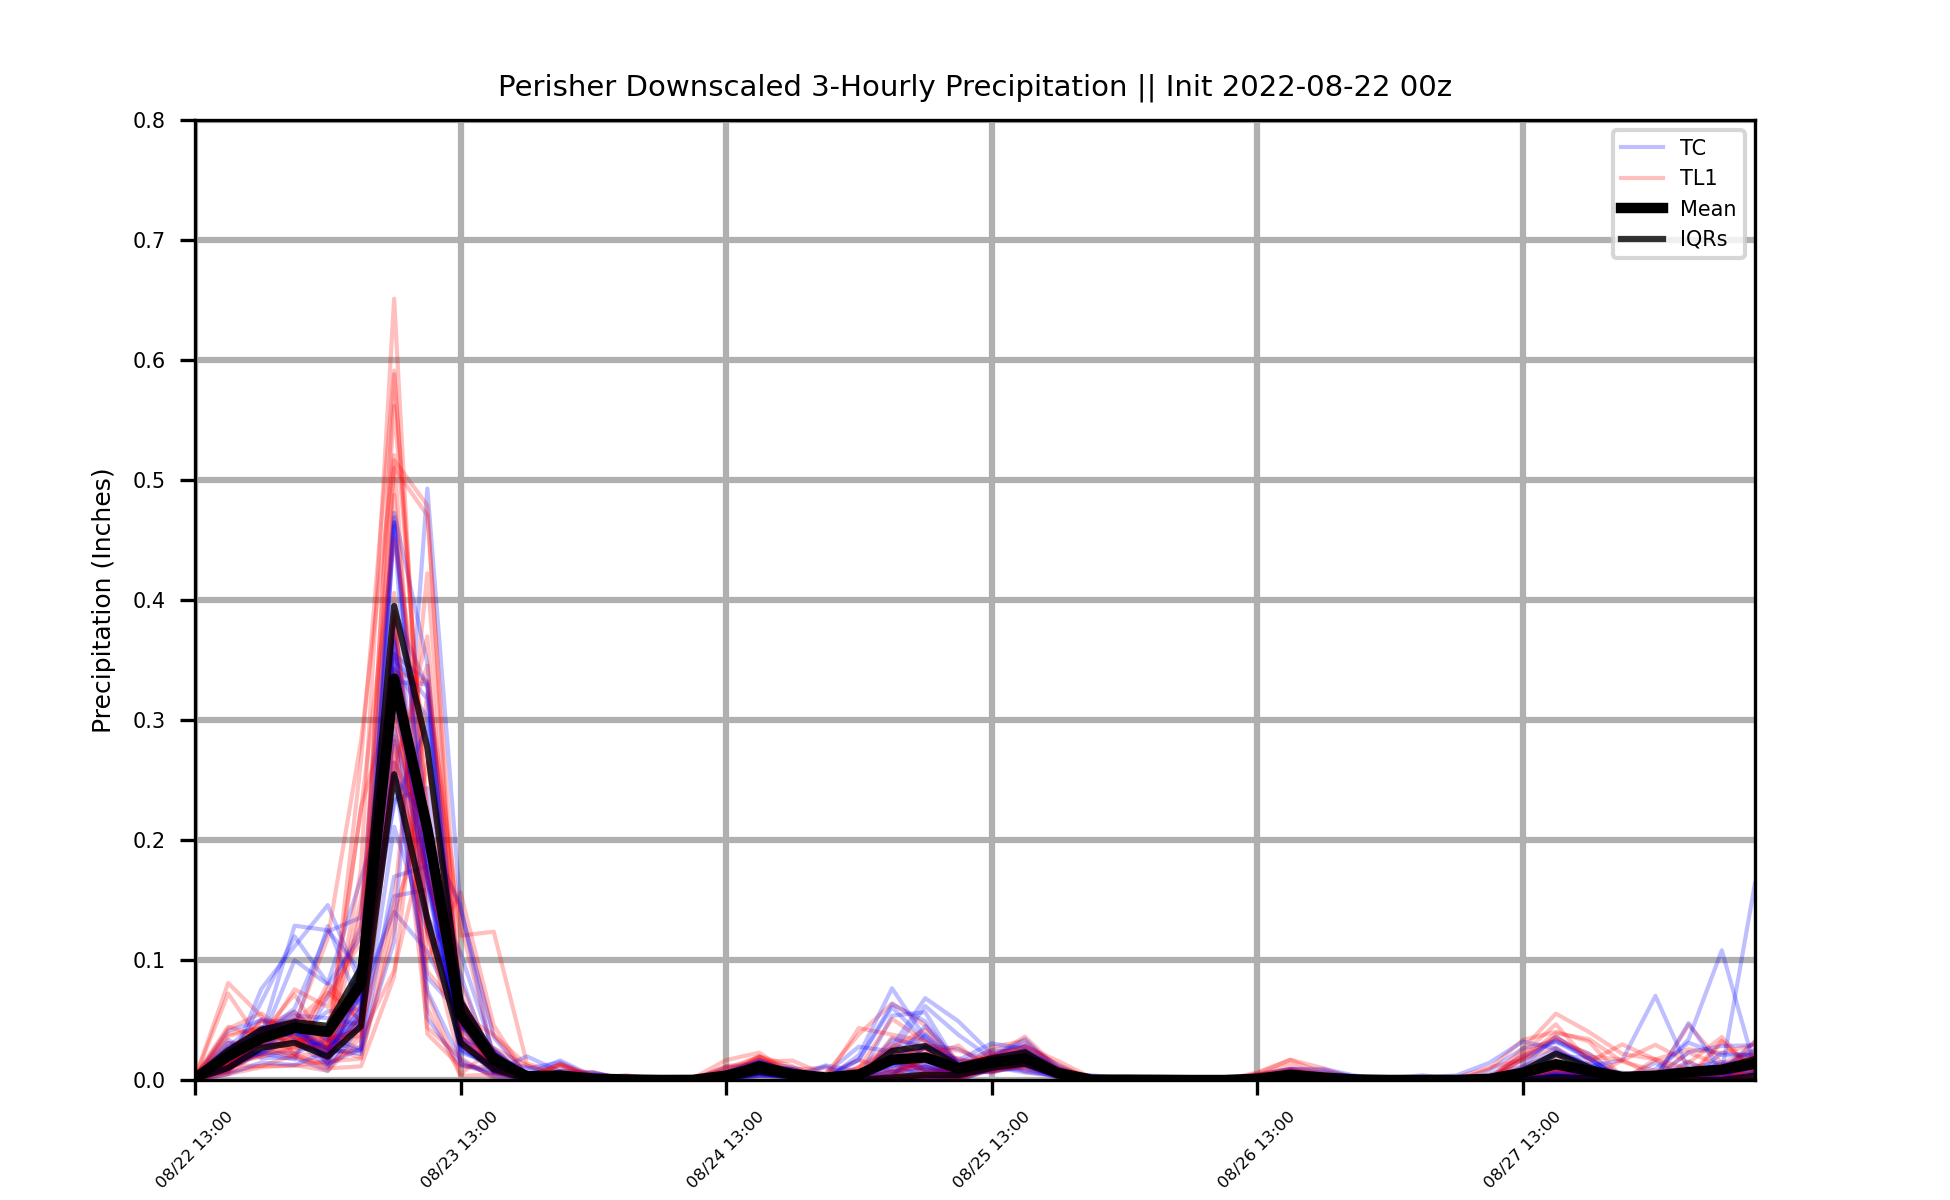 Perisher Downscaled 3-Hourly Precipitation || Init 2022-08-22 00z
TC
TL1
Mean
IQRs
Precipitation (Inches)
0.8
0.7
0.6
0.5
0.4
0.3
0.2
0.1
0.0
08/22 13:00
08/23 13:00
08/24 13:00
08/25 13:00
08/26 13:00
08/27 13:00